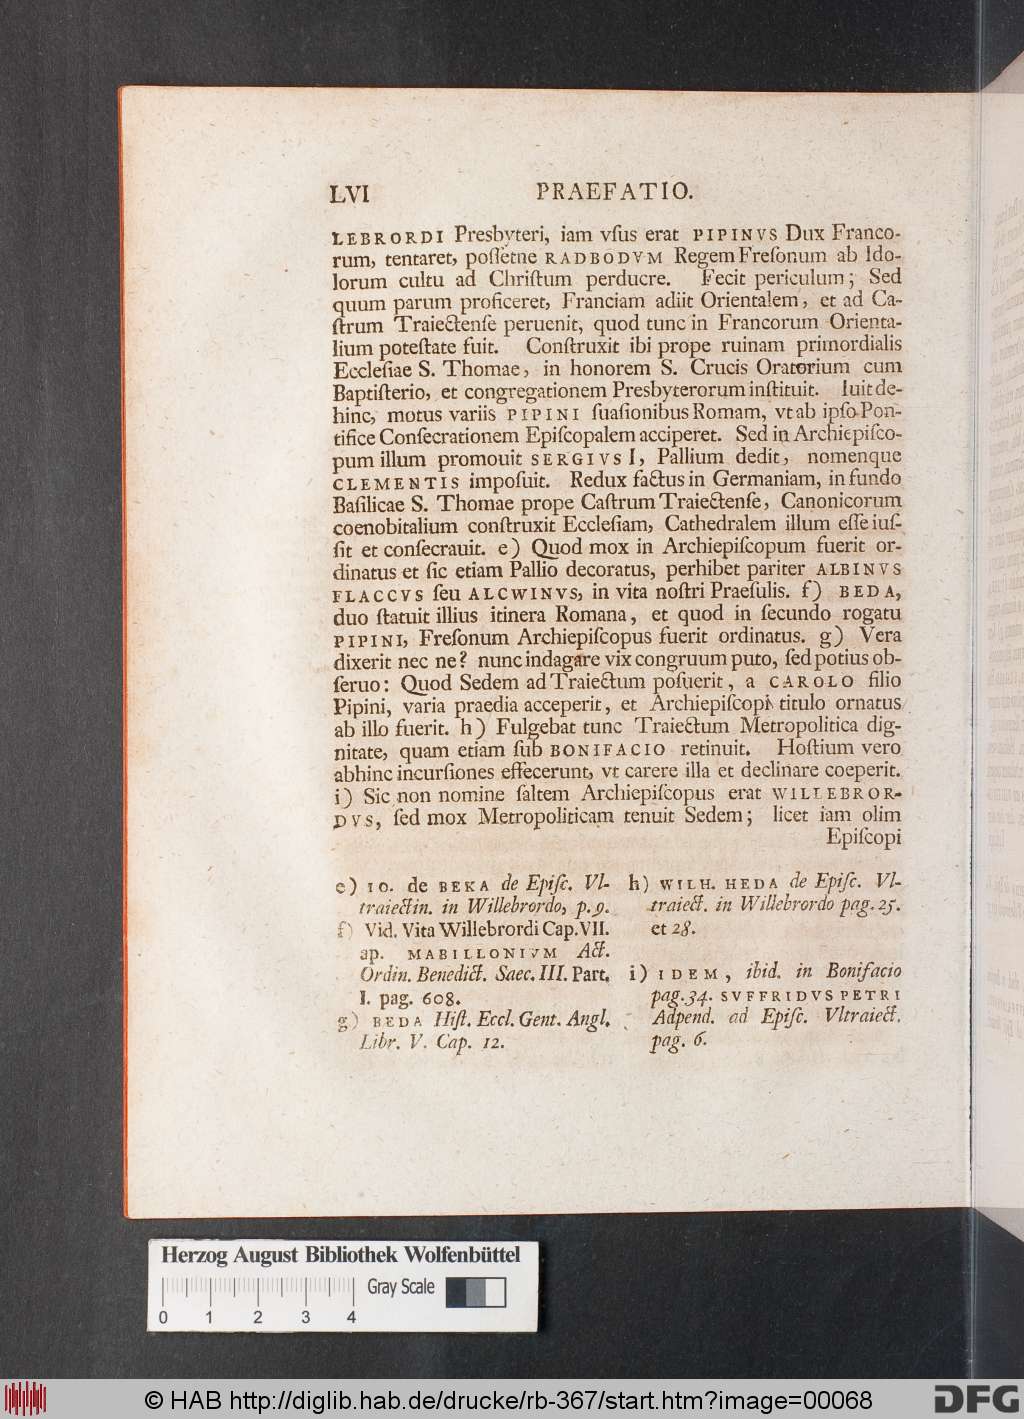 LVI PRAEFATIO.
LEBRORDI Presbyteri, iam vſus erat PIPINVS Dux Franco-
rum, tentaret, poſſetne RADBODVM Regem Freſonum ab Ido-
lorum cultu ad Chriſtum perducre. Fecit periculum; Sed
quum parum proficeret, Franciam adiit Orientalem, et ad Ca-
ſtrum Traiectenſe peruenit, quod tunc in Francorum Orienta-
lium poteſtate fuit. Conſtruxit ibi prope ruinam primordialis
Eccleſiae S. Thomae, in honorem S. Crucis Oratorium cum
Baptiſterio, et congregationem Presbyterorum inſtituit. Iuit de-
hinc, motus variis PIPINI ſuaſionibus Romam, vt ab ipſo Pon-
tifice Conſecrationem Epiſcopalem acciperet. Sed in Archiepiſco-
pum illum promouit SERGIVS I, Pallium dedit, nomenque
CLEMENTIS impoſuit. Redux factus in Germaniam, in fundo
Baſilicae S. Thomae prope Caſtrum Traiectenſe, Canonicorum
coenobitalium conſtruxit Eccleſiam, Cathedralem illum eſſe iuſ-
ſit et conſecrauit. e) Quod mox in Archiepiſcopum fuerit or-
dinatus et ſic etiam Pallio decoratus, perhibet pariter ALBINVS
FLACCVS ſeu ALCWINVS, in vita noſtri Praeſulis. f) BEDA,
duo ſtatuit illius itinera Romana, et quod in ſecundo rogatu
PIPINI, Freſonum Archiepiſcopus fuerit ordinatus. g) Vera
dixerit nec ne? nunc indagare vix congruum puto, ſed potius ob-
ſeruo: Quod Sedem ad Traiectum poſuerit, a CAROLO filio
Pipini, varia praedia acceperit, et Archiepiſcopi titulo ornatus
ab illo fuerit. h) Fulgebat tunc Traiectum Metropolitica dig-
nitate, quam etiam ſub BONIFACIO retinuit. Hoſtium vero
abhinc incurſiones effecerunt, vt carere illa et declinare coeperit.
i) Sic non nomine ſaltem Archiepiſcopus erat WILLEBROR-
DVS, ſed mox Metropoliticam tenuit Sedem; licet iam olim
Epiſcopi
e) IO. de BEKA de Epiſc. Vl-
traiectin. in Willebrordo, p. 9.
f) Vid. Vita Willebrordi Cap. VII.
ap. MABILLONIVM Act.
Ordin. Benedict. Saec. III. Part.
I. pag. 608.
g) BEDA Hiſt. Eccl. Gent. Angl.
Libr. V. Cap. 12.
h) WILH. HEDA de Epiſc. Vl-
traiect. in Willebrordo pag. 25.
et 28.
i) IDEM, ibid. in Bonifacio
pag. 34. SVFFRIDVS PETRI
Adpend. ad Epiſc. Vltraiect.
pag. 6.
Herzog August Bibliothek Wolfenbüttel
Gray Scale
0 1 2 3 4
© HAB http://diglib.hab.de/drucke/rb-367/start.htm?image=00068
DFG